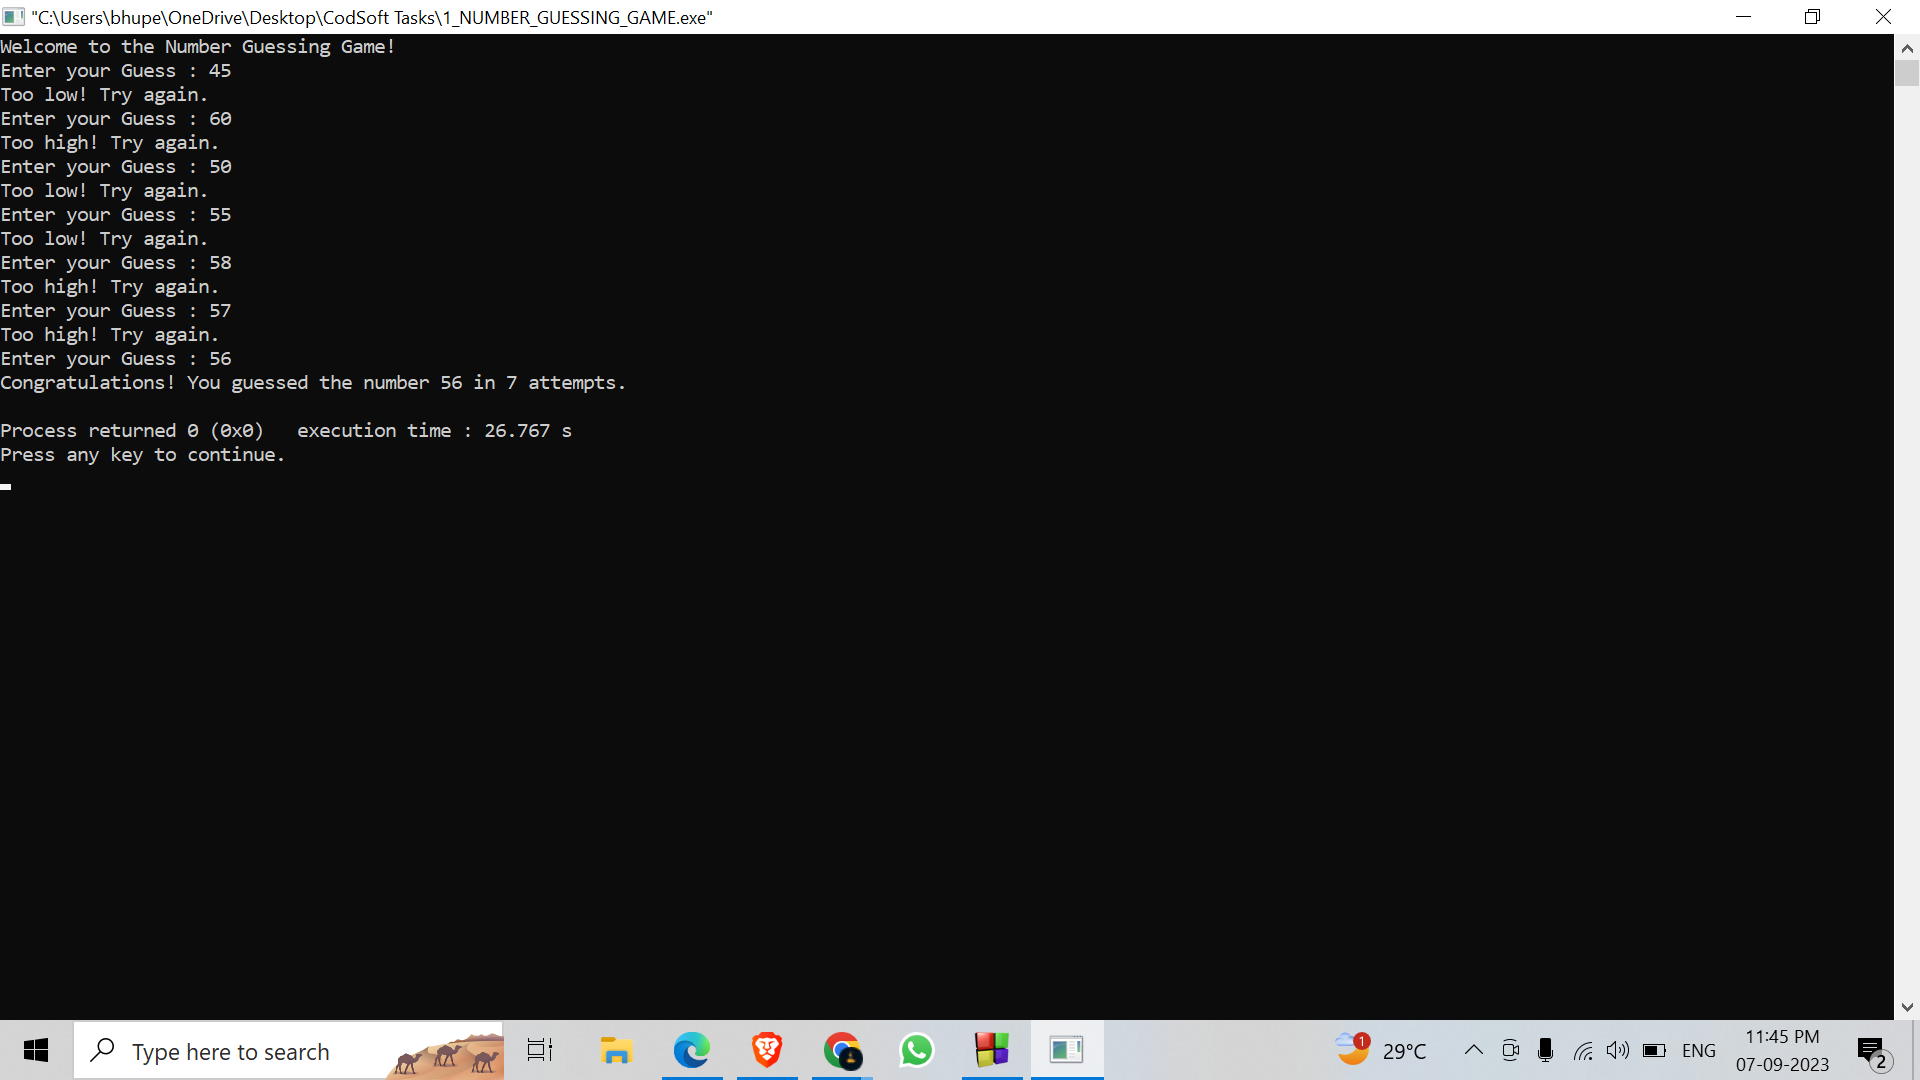 "C:\Users\bhupe\OneDrive\Desktop\CodSoft Tasks\1_NUMBER_GUESSING_GAME.exe"
Welcome to the Number Guessing Game!
Enter your Guess : 45
Too low! Try again.
Enter your Guess : 60
Too high! Try again.
Enter your Guess : 50
Too low! Try again.
Enter your Guess : 55
Too low! Try again.
Enter your Guess : 58
Too high! Try again.
Enter your Guess : 57
Too high! Try again.
Enter your Guess : 56
Congratulations! You guessed the number 56 in 7 attempts.
Process returned 0 (0x0)   execution time : 26.767 s
Press any key to continue.
Type here to search
1
29°C
ENG
11:45 PM
07-09-2023
2